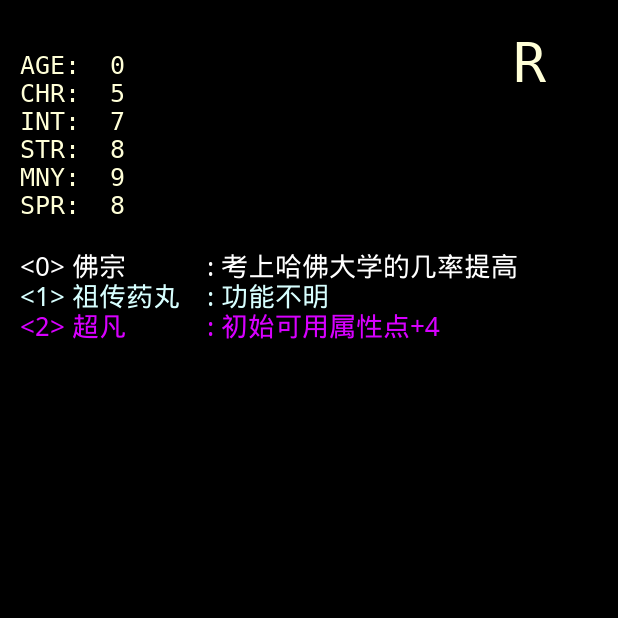 R
AGE: 0
CHR: 5
INT: 7
STR: 8
MNY: 9
SPR: 8
<0> 佛宗 : 考上哈佛大学的几率提高
<1> 祖传药丸 : 功能不明
<2> 超凡 : 初始可用属性点+4